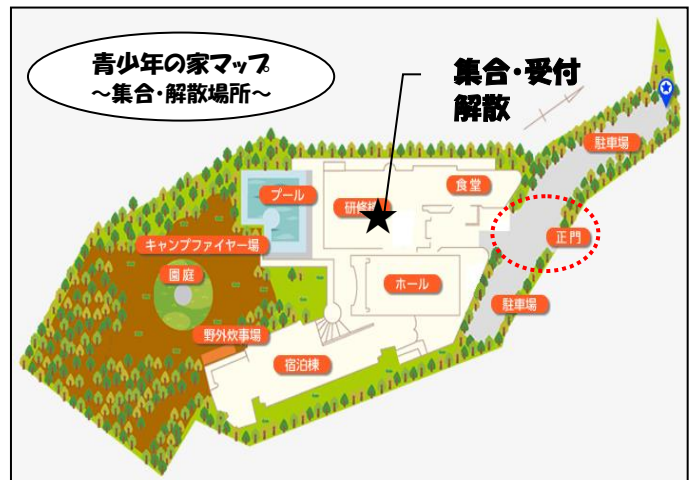 青少年の家マップ
～集合・解散場所～
集合・受付
解散
駐車場
食堂
プール
研修
正門
キャンプファイヤー場
園庭
ホール
駐車場
野外炊事場
宿泊棟